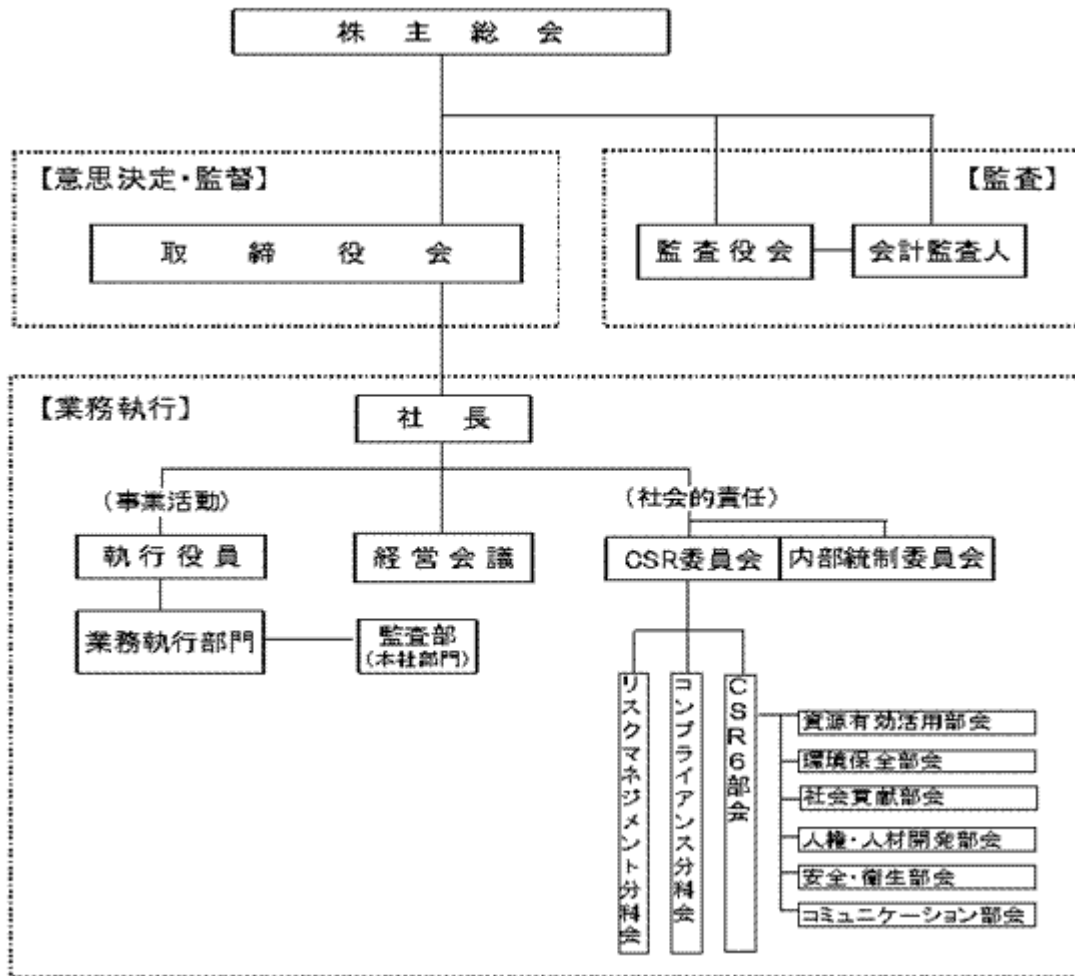 株主総会
【意思決定・監督】
【監査】
取締役会
監査役会
会計監査人
【業務執行】
社長
(事業活動)
(社会的責任)
執行役員
経営会議
CSR委員会
内部統制委員会
業務執行部門
監査部
(本社部門)
リスクマネジメント分科会
コンプライアンス分科会
CSR6部会
資源有効活用部会
環境保全部会
社会貢献部会
人権・人材開発部会
安全・衛生部会
コミュニケーション部会